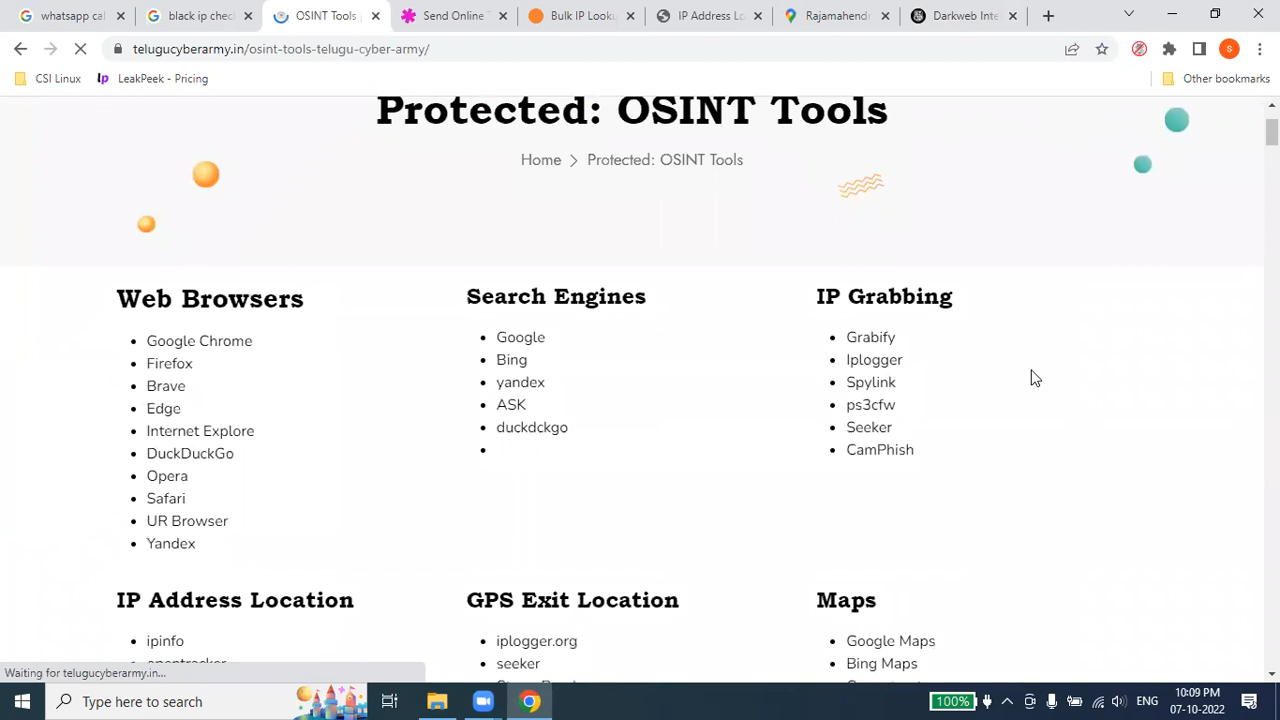 whatsapp cal
black ip chec
OSINT Tools
Send Online
Bulk IP Looku
IP Address Lo
Rajamahendr
Darkweb Inte
telugucyberarmy.in/osint-tools-telugu-cyber-army/
S
CSI Linux
Lp LeakPeek - Pricing
Other bookmarks
Protected: OSINT Tools
Home > Protected: OSINT Tools
Web Browsers
• Google Chrome
• Firefox
• Brave
• Edge
• Internet Explore
• DuckDuckGo
• Opera
• Safari
• UR Browser
• Yandex
Search Engines
• Google
• Bing
• yandex
• ASK
• duckdckgo
•
IP Grabbing
• Grabify
• Iplogger
• Spylink
• ps3cfw
• Seeker
• CamPhish
IP Address Location
• ipinfo
GPS Exit Location
• iplogger.org
• seeker
Maps
• Google Maps
• Bing Maps
Waiting for telugucyberarmy.in...
Type here to search
100%
ENG
10:09 PM
07-10-2022